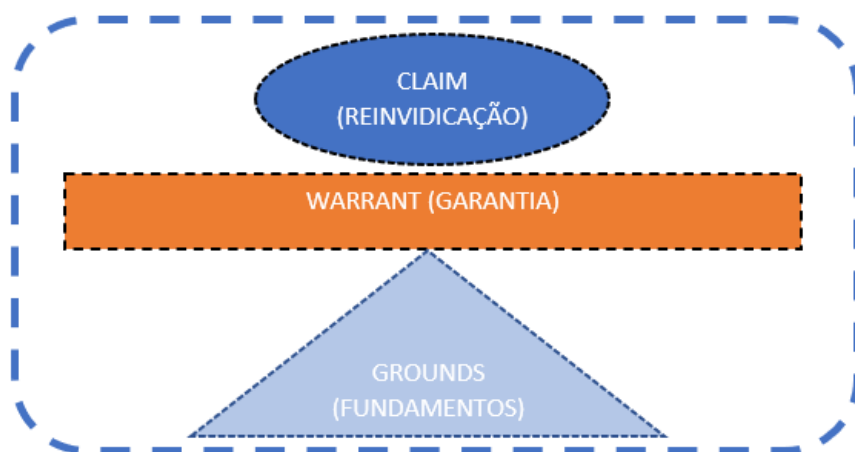 CLAIM
(REINVIDICAÇÃO)
WARRANT (GARANTIA)
GROUNDS
(FUNDAMENTOS)